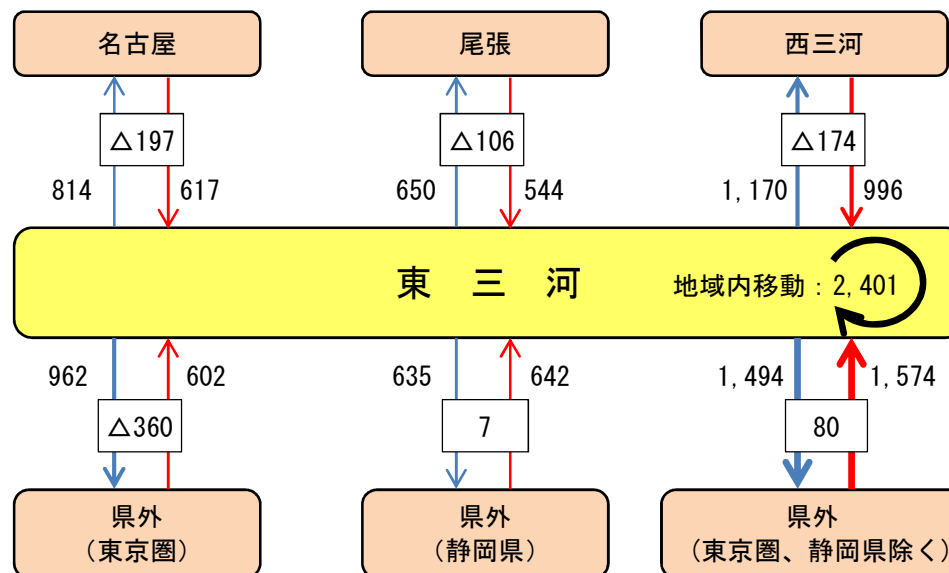 名古屋
尾張
西三河
△197
△106
△174
814
617
650
544
1,170
996
東三河
地域内移動：2,401
962
602
635
642
1,494
1,574
△360
7
80
県外
（東京圏）
県外
（静岡県）
県外
（東京圏、静岡県除く）